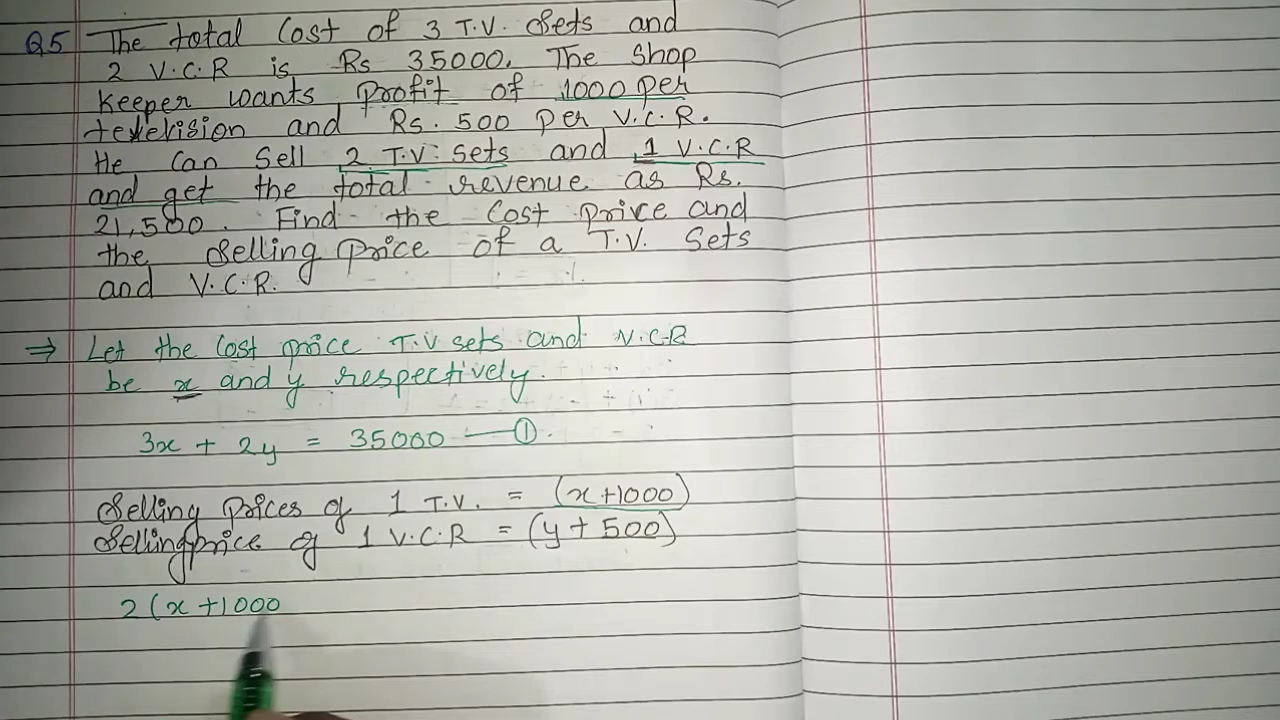 Q5 The total Cost of 3 T.V. Sets and
2 V.C.R is Rs 35000. The Shop
Keeper wants Profit of 1000 per
television and Rs. 500 Per V.C.R.
He Can Sell 2 T.V. Sets and 1 V.C.R
and get the total revenue as Rs.
21,500. Find the Cost Price and
the Selling Price of a T.V. Sets
and V.C.R.
⇒ Let the Cost price T.V sets and V.C.R
be x and y respectively.
3x + 2y = 35000 — ①.
Selling Prices of 1 T.V. = (x+1000)
Selling price of 1 V.C.R = (y + 500)
2(x+1000